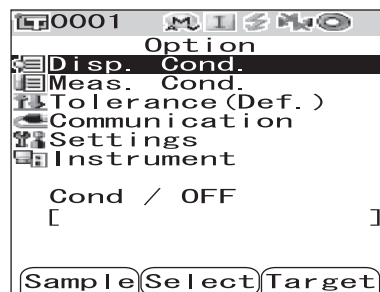 0001 M I
Option
Disp. Cond.
Meas. Cond.
Tolerance(Def.)
Communication
Settings
Instrument
Cond / OFF
[ ]
Sample Select Target